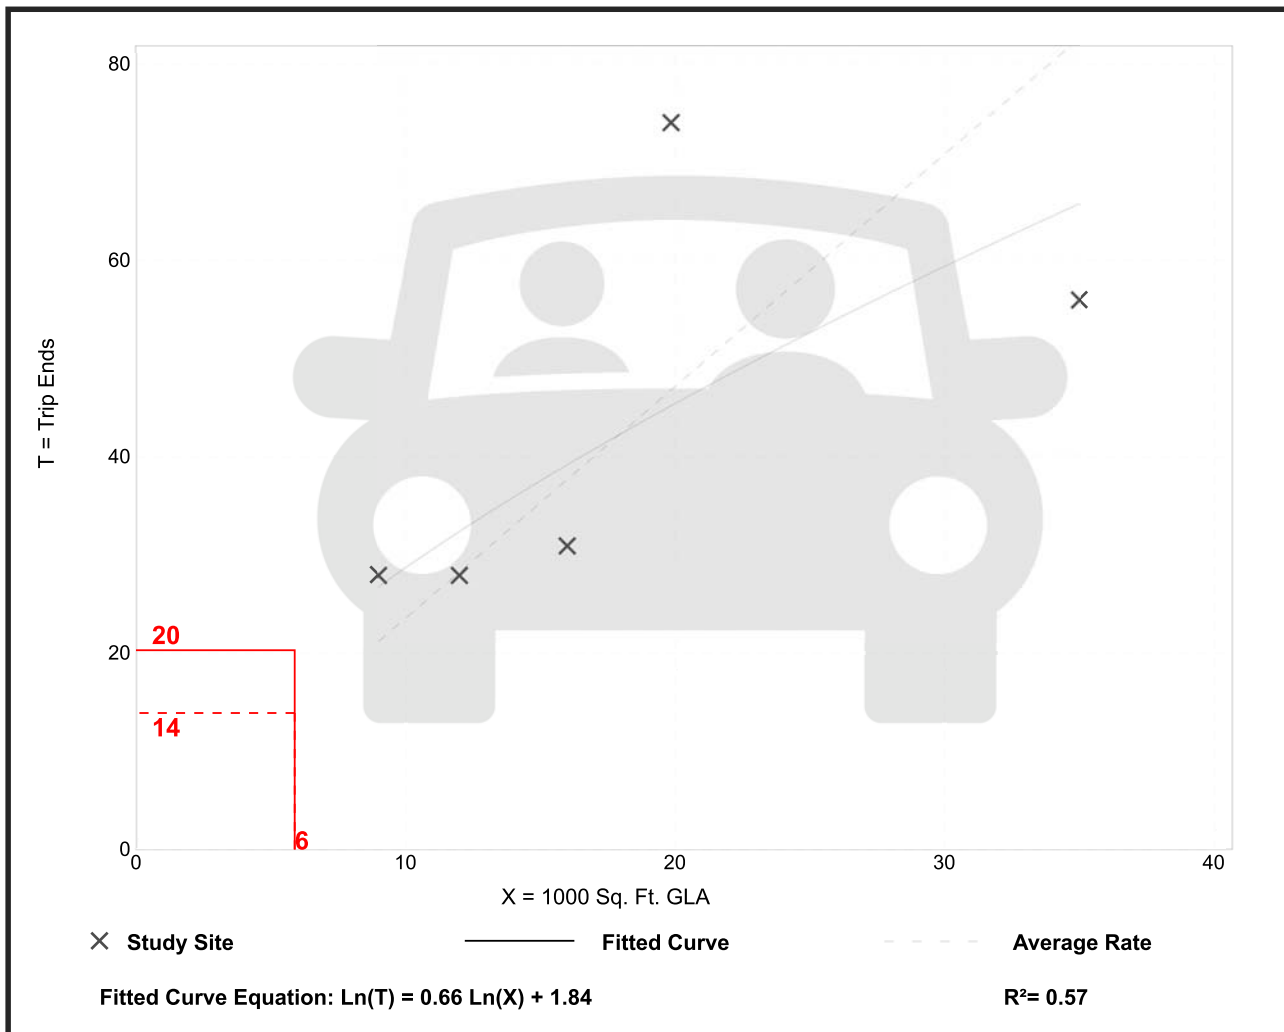 80
60
40
20
0
T = Trip Ends
20
14
6
0 10 20 30 40
X = 1000 Sq. Ft. GLA
Study Site Fitted Curve Average Rate
Fitted Curve Equation: Ln(T) = 0.66 Ln(X) + 1.84 R²= 0.57